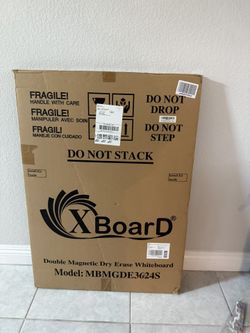 FRAGILE!
HANDLE WITH CARE
FRAGILE!
MANIPULER AVEC SOIN
FRAGIL!
MANEJE CON CUIDADO
DO NOT
DROP
DO NOT
STEP
DO NOT STACK
XBoarD®
Double Magnetic Dry Erase Whiteboard
Model: MBMGDE3624S